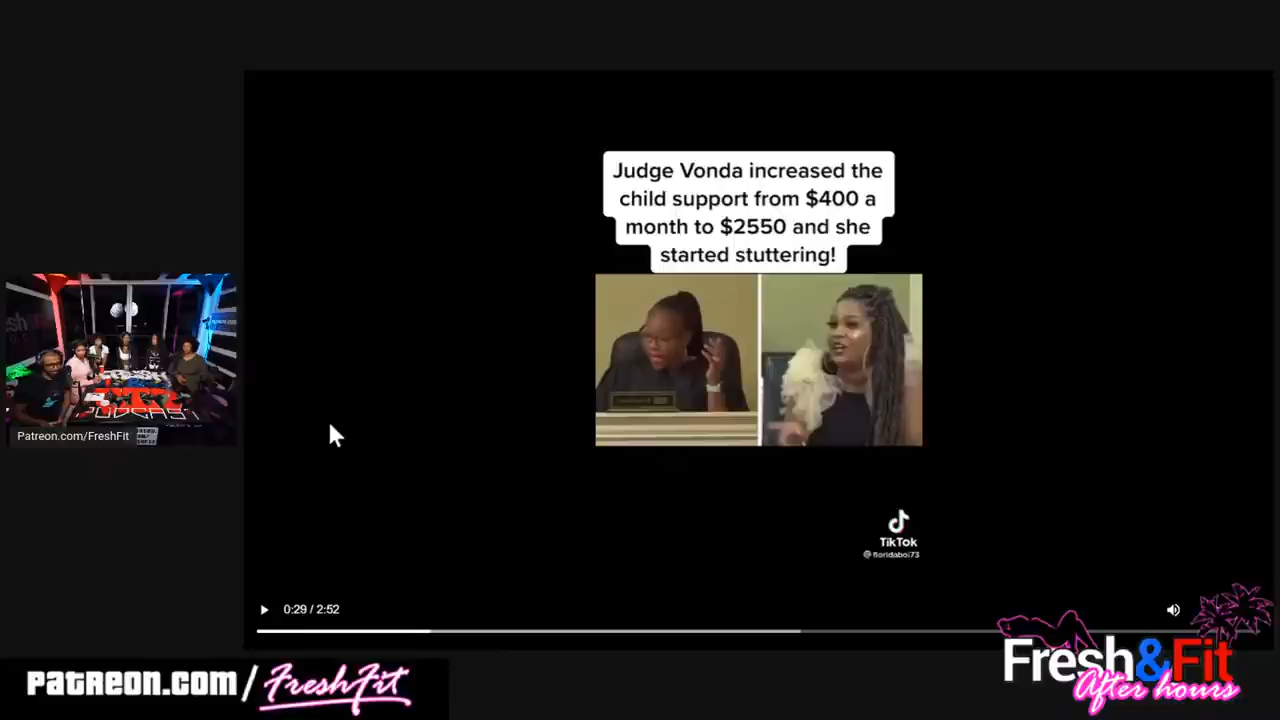 Judge Vonda increased the
child support from $400 a
month to $2550 and she
started stuttering!
PODCAST
Patreon.com/FreshFit
TikTok
@floridaboi73
0:29 / 2:52
Fresh&Fit
After hours
PATREON.COM/FreshFit